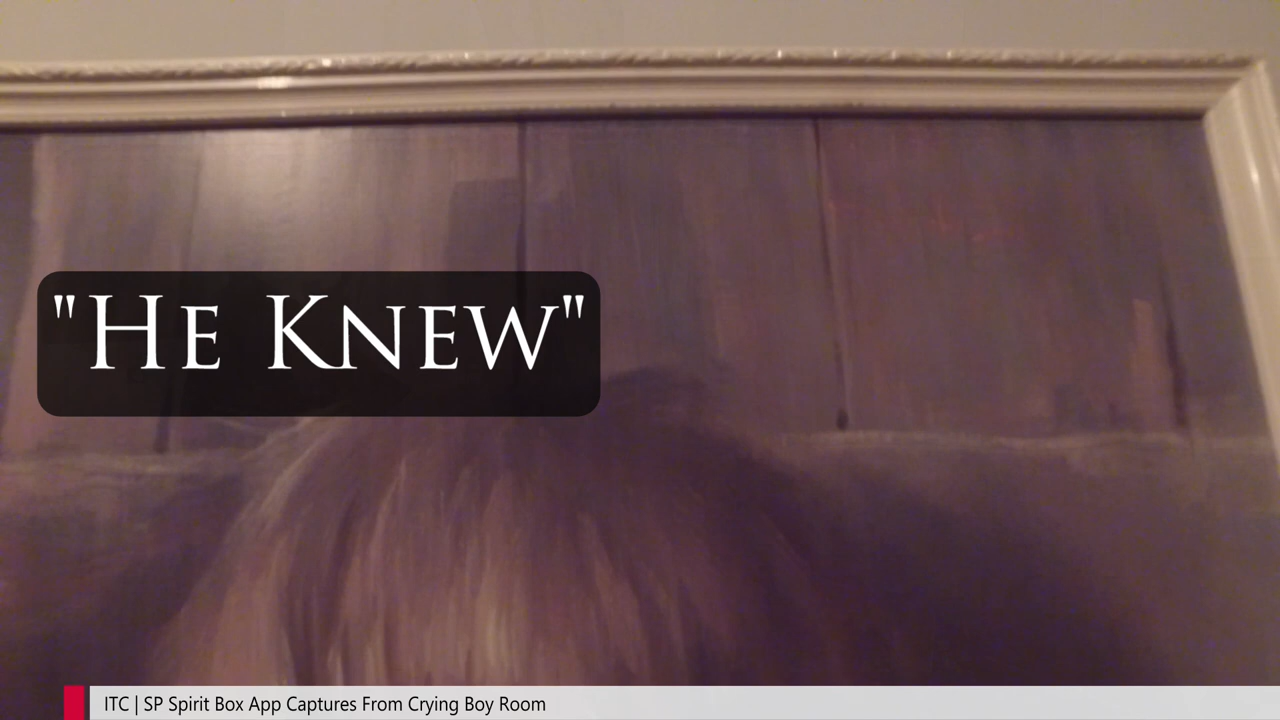 "He Knew"
ITC | SP Spirit Box App Captures From Crying Boy Room